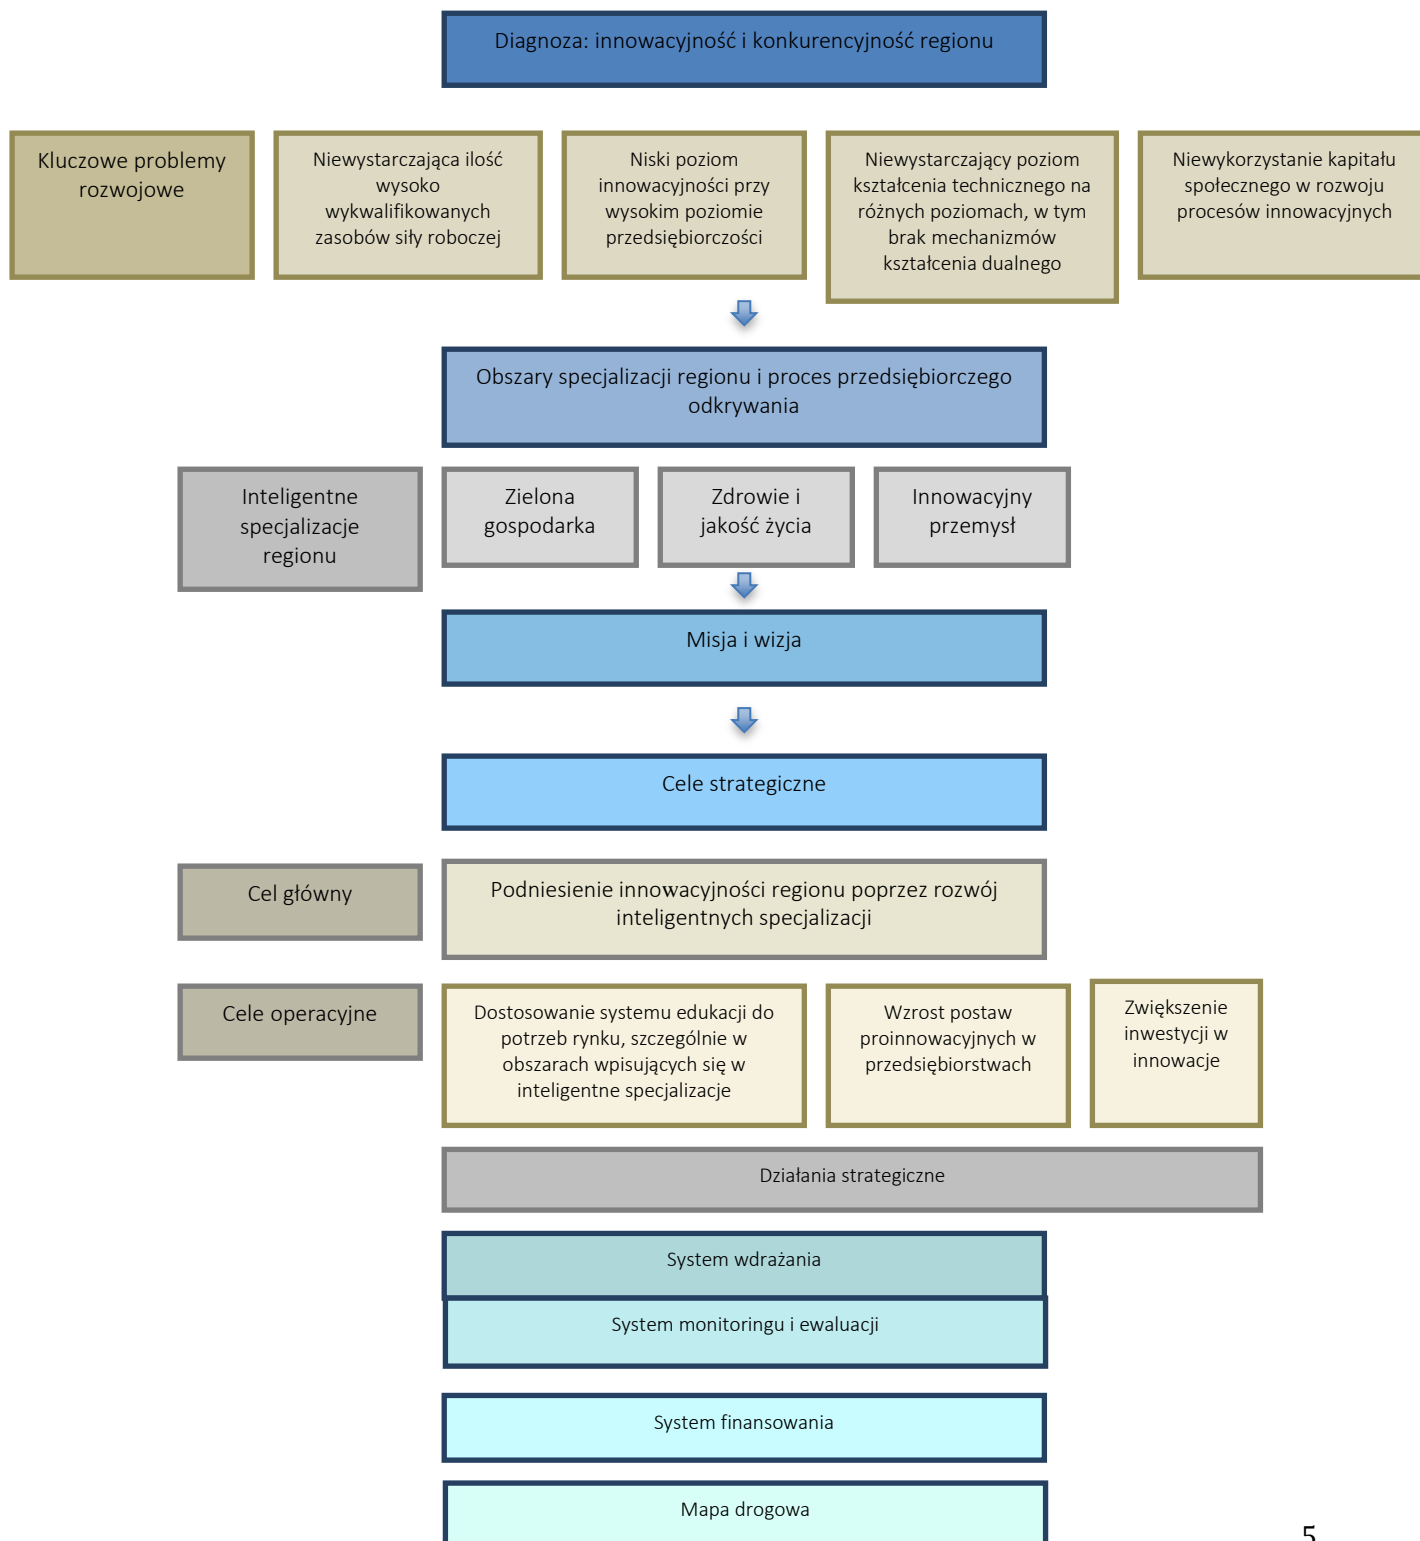 Diagnoza: innowacyjność i konkurencyjność regionu
Kluczowe problemy
rozwojowe
Niewystarczająca ilość
wysoko
wykwalifikowanych
zasobów siły roboczej
Niski poziom
innowacyjności przy
wysokim poziomie
przedsiębiorczości
Niewystarczający poziom
kształcenia technicznego na
różnych poziomach, w tym
brak mechanizmów
kształcenia dualnego
Niewykorzystanie kapitału
społecznego w rozwoju
procesów innowacyjnych
Obszary specjalizacji regionu i proces przedsiębiorczego
odkrywania
Inteligentne
specjalizacje
regionu
Zielona
gospodarka
Zdrowie i
jakość życia
Innowacyjny
przemysł
Misja i wizja
Cele strategiczne
Cel główny
Podniesienie innowacyjności regionu poprzez rozwój
inteligentnych specjalizacji
Cele operacyjne
Dostosowanie systemu edukacji do
potrzeb rynku, szczególnie w
obszarach wpisujących się w
inteligentne specjalizacje
Wzrost postaw
proinnowacyjnych w
przedsiębiorstwach
Zwiększenie
inwestycji w
innowacje
Działania strategiczne
System wdrażania
System monitoringu i ewaluacji
System finansowania
Mapa drogowa
5